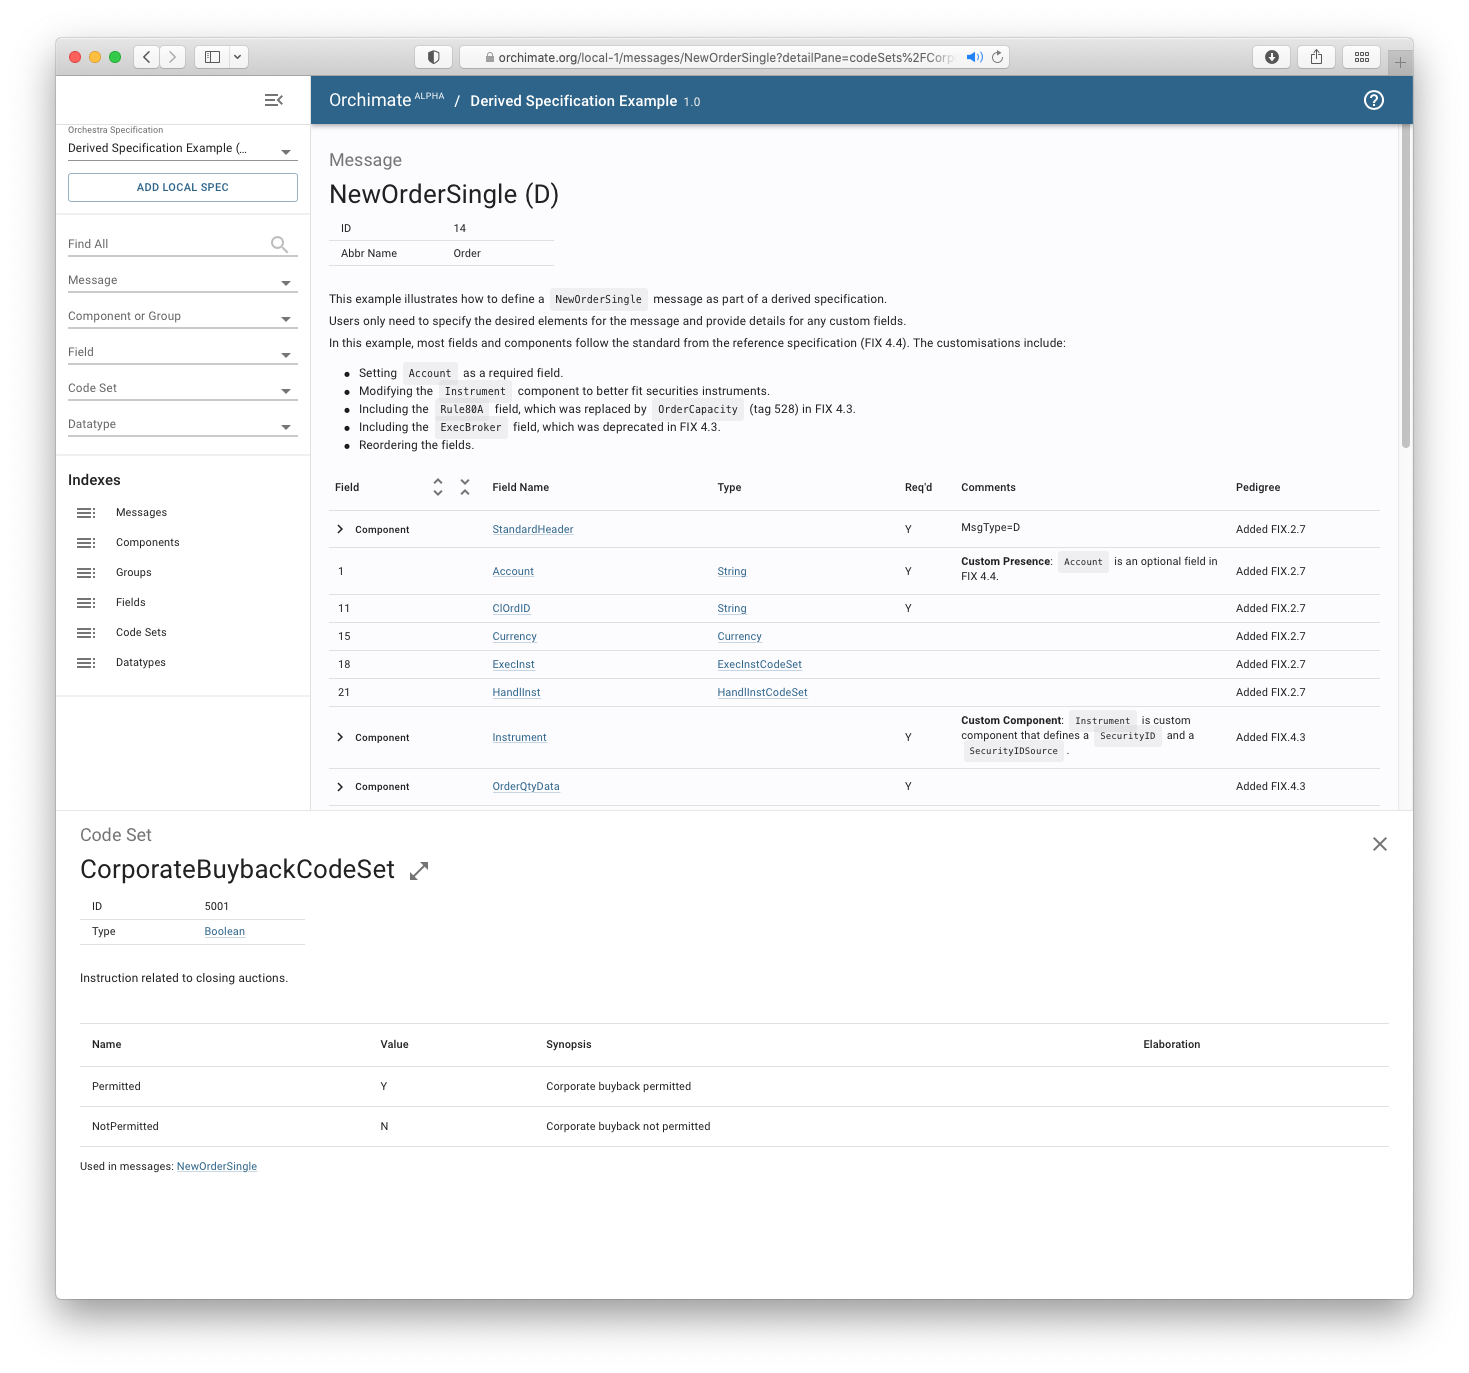 orchimate.org/local-1/messages/NewOrderSingle?detailPane=codeSets%2FCorp
Orchimate ALPHA / Derived Specification Example 1.0
Orchestra Specification
Derived Specification Example (...
ADD LOCAL SPEC
Find All
Message
Component or Group
Field
Code Set
Datatype
Indexes
Messages
Components
Groups
Fields
Code Sets
Datatypes
Message
NewOrderSingle (D)
ID 14
Abbr Name Order
This example illustrates how to define a NewOrderSingle message as part of a derived specification.
Users only need to specify the desired elements for the message and provide details for any custom fields.
In this example, most fields and components follow the standard from the reference specification (FIX 4.4). The customisations include:
● Setting Account as a required field.
● Modifying the Instrument component to better fit securities instruments.
● Including the Rule80A field, which was replaced by OrderCapacity (tag 528) in FIX 4.3.
● Including the ExecBroker field, which was deprecated in FIX 4.3.
● Reordering the fields.
Field Field Name Type Req'd Comments Pedigree
Component StandardHeader Y MsgType=D Added FIX.2.7
1 Account String Y Custom Presence: Account is an optional field in
FIX 4.4. Added FIX.2.7
11 ClOrdID String Y Added FIX.2.7
15 Currency Currency Added FIX.2.7
18 ExecInst ExecInstCodeSet Added FIX.2.7
21 HandlInst HandlInstCodeSet Added FIX.2.7
Component Instrument Y Custom Component: Instrument is custom
component that defines a SecurityID and a
SecurityIDSource . Added FIX.4.3
Component OrderQtyData Y Added FIX.4.3
Code Set
CorporateBuybackCodeSet
ID 5001
Type Boolean
Instruction related to closing auctions.
Name Value Synopsis Elaboration
Permitted Y Corporate buyback permitted
NotPermitted N Corporate buyback not permitted
Used in messages: NewOrderSingle